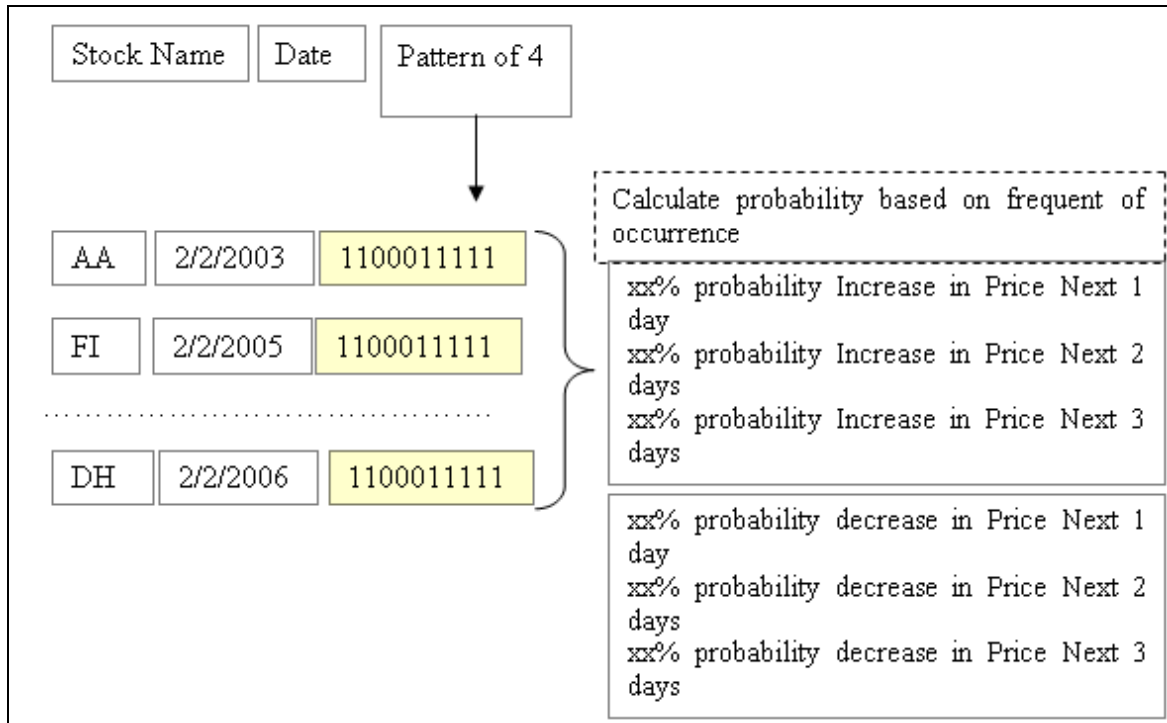 Stock Name Date Pattern of 4
Calculate probability based on frequent of
occurrence
AA 2/2/2003 1100011111
FI 2/2/2005 1100011111
DH 2/2/2006 1100011111
xx% probability Increase in Price Next 1
day
xx% probability Increase in Price Next 2
days
xx% probability Increase in Price Next 3
days
xx% probability decrease in Price Next 1
day
xx% probability decrease in Price Next 2
days
xx% probability decrease in Price Next 3
days